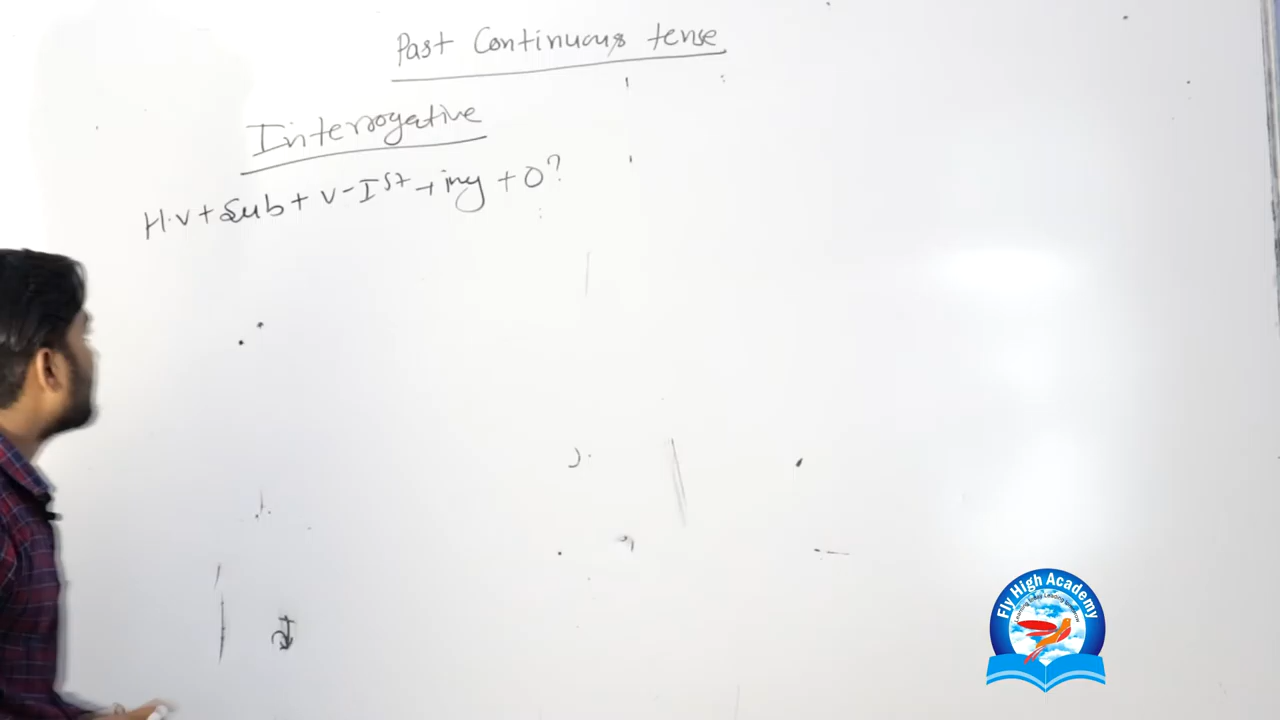 Past Continuous tense
Interrogative
H.V + Sub + V-Ist + ing + O?
Fly High Academy